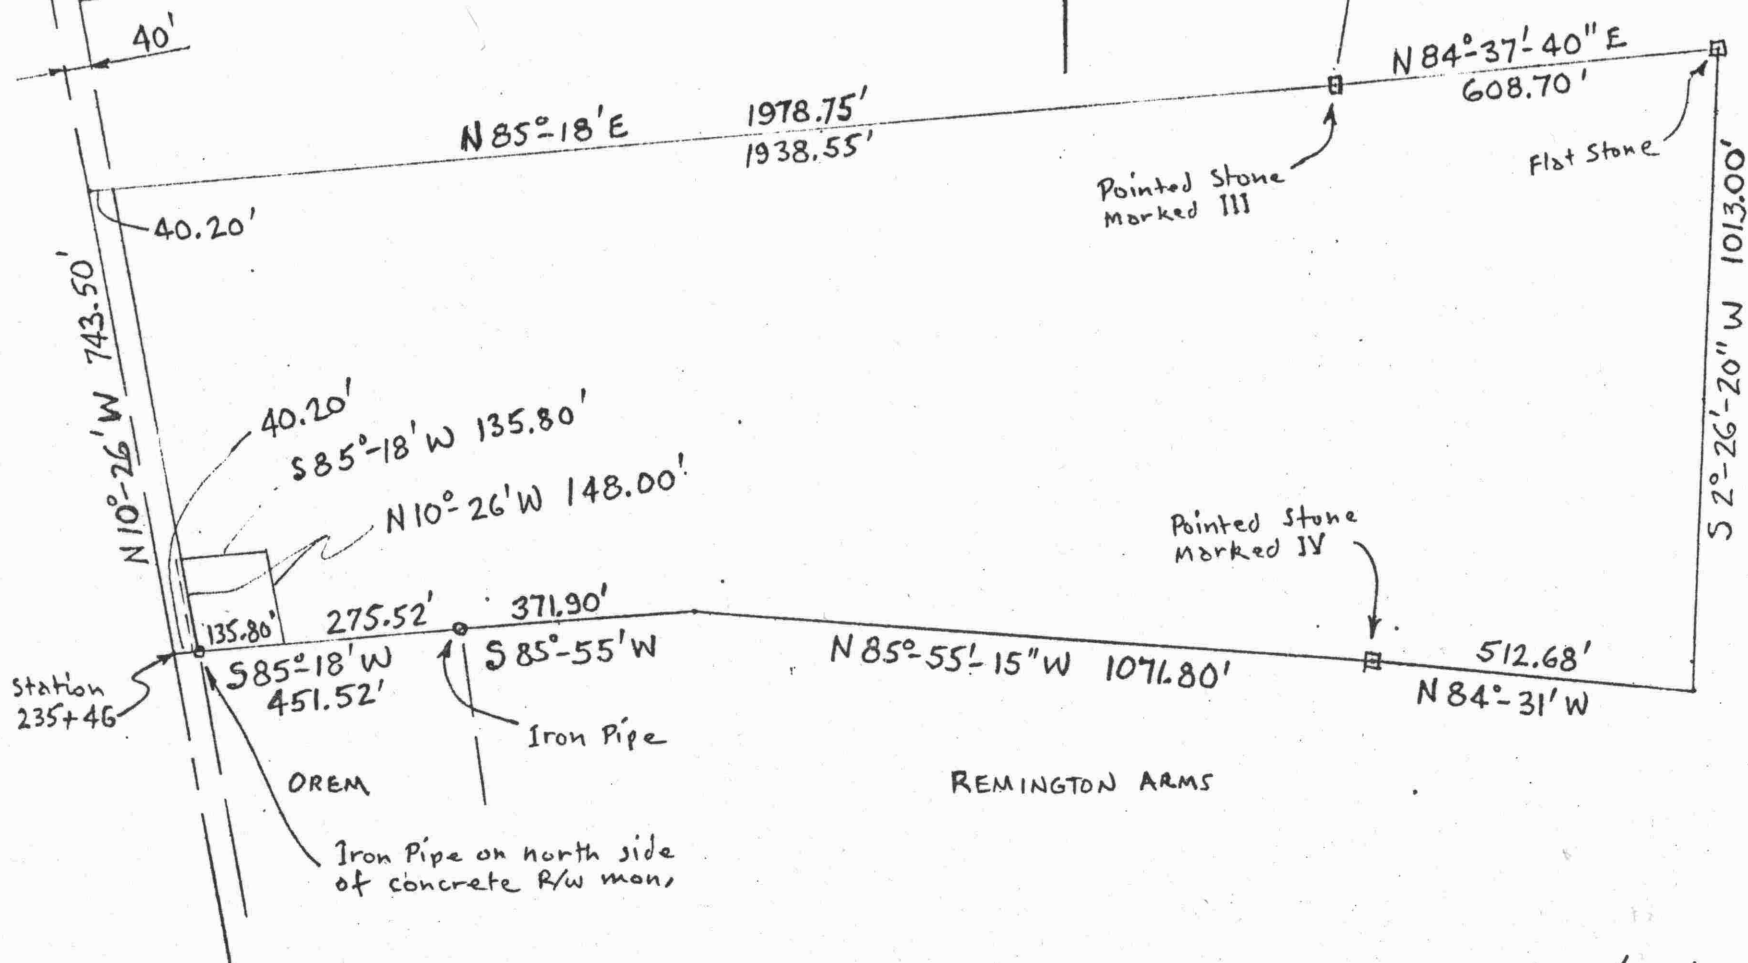 40'
N 84°-37'-40" E
608.70'
N 85°-18' E
1978.75'
1938.55'
Flat Stone
Pointed Stone
Marked III
40.20'
S 2°-26'-20" W 1013.00'
N 10°-26' W 743.50'
40.20'
S 85°-18' W 135.80'
N 10°-26' W 148.00'
Pointed Stone
Marked IV
135.80'
275.52'
371.90'
S 85°-18' W
451.52'
S 85°-55' W
N 85°-55'-15" W 1071.80'
512.68'
N 84°-31' W
Station
235+46
Iron Pipe
OREM
REMINGTON ARMS
Iron Pipe on north side
of concrete R/W mon.